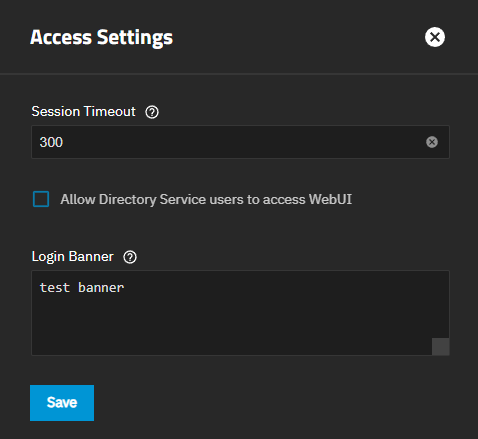 Access Settings
Session Timeout
300
Allow Directory Service users to access WebUI
Login Banner
test banner
Save